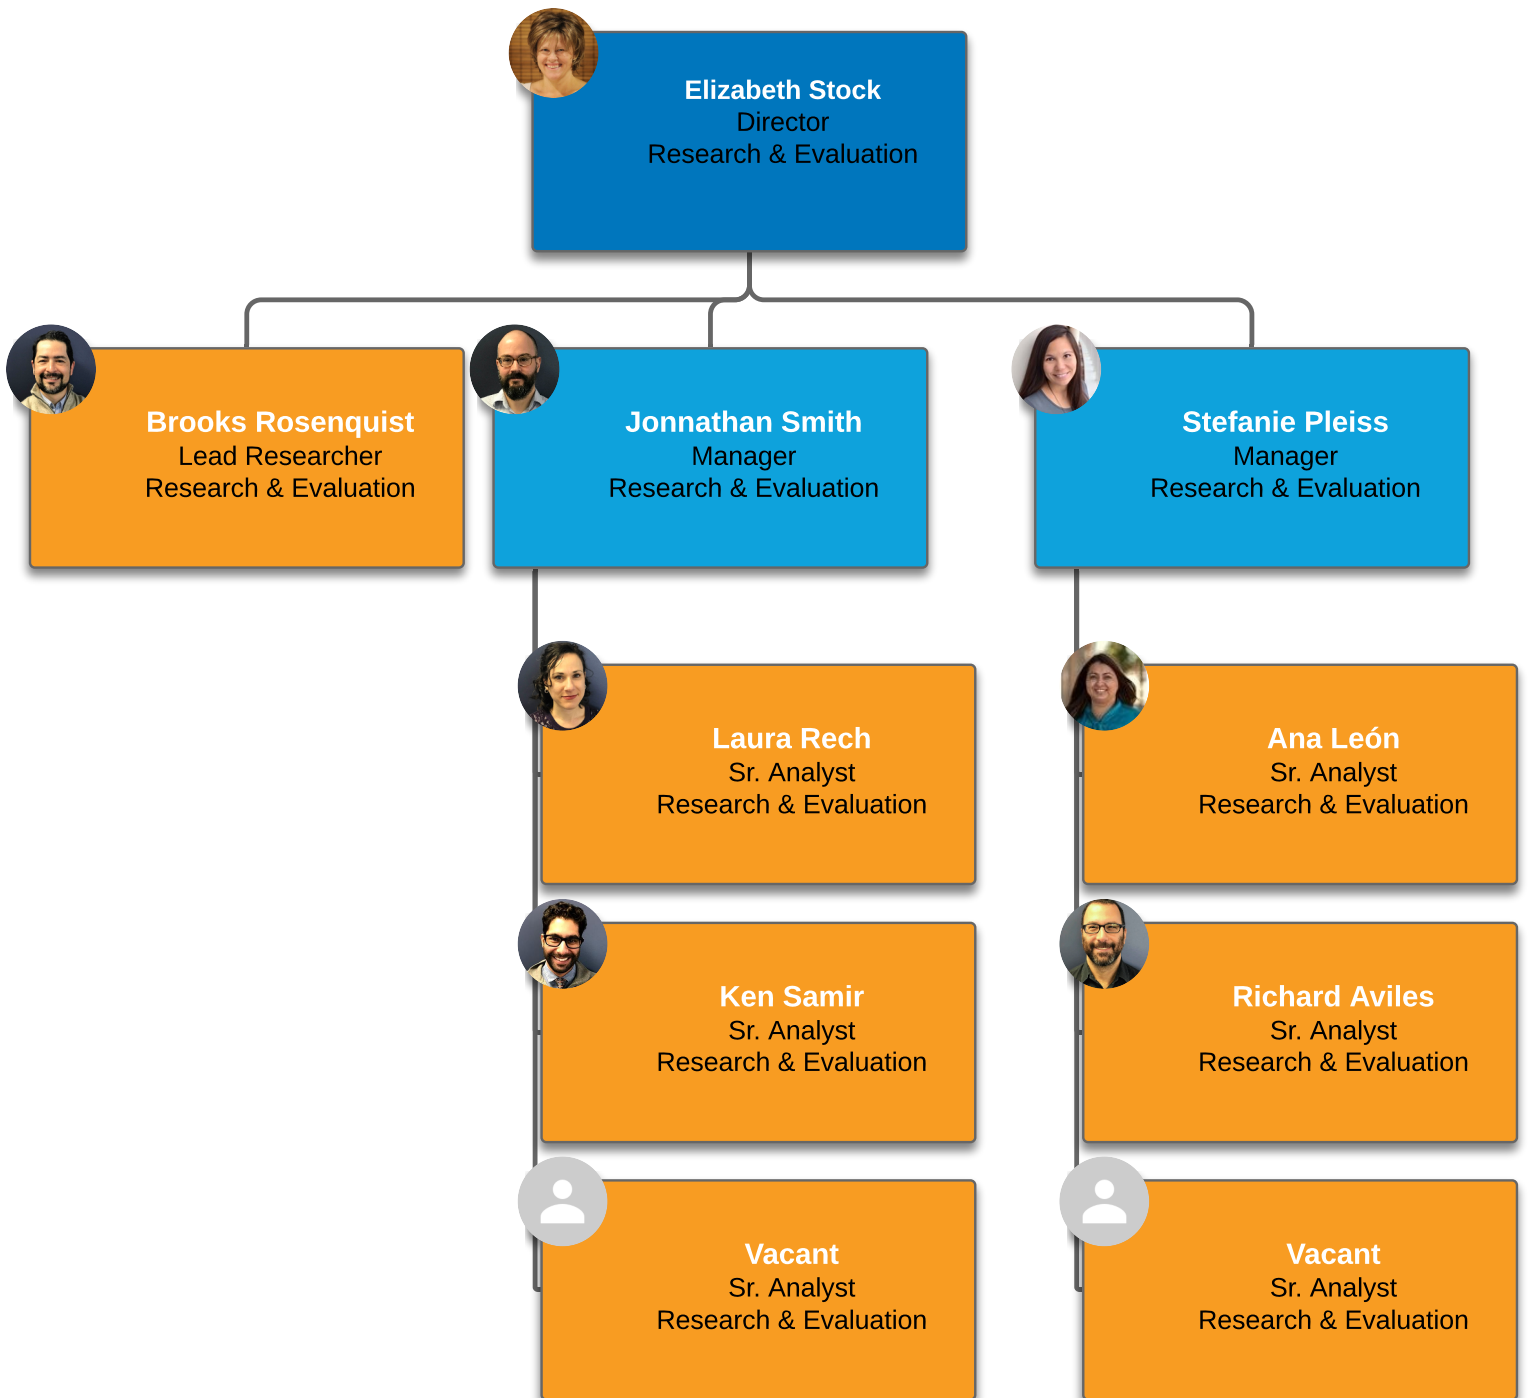 Elizabeth Stock
Director
Research & Evaluation
Brooks Rosenquist
Lead Researcher
Research & Evaluation
Jonnathan Smith
Manager
Research & Evaluation
Stefanie Pleiss
Manager
Research & Evaluation
Laura Rech
Sr. Analyst
Research & Evaluation
Ana León
Sr. Analyst
Research & Evaluation
Ken Samir
Sr. Analyst
Research & Evaluation
Richard Aviles
Sr. Analyst
Research & Evaluation
Vacant
Sr. Analyst
Research & Evaluation
Vacant
Sr. Analyst
Research & Evaluation